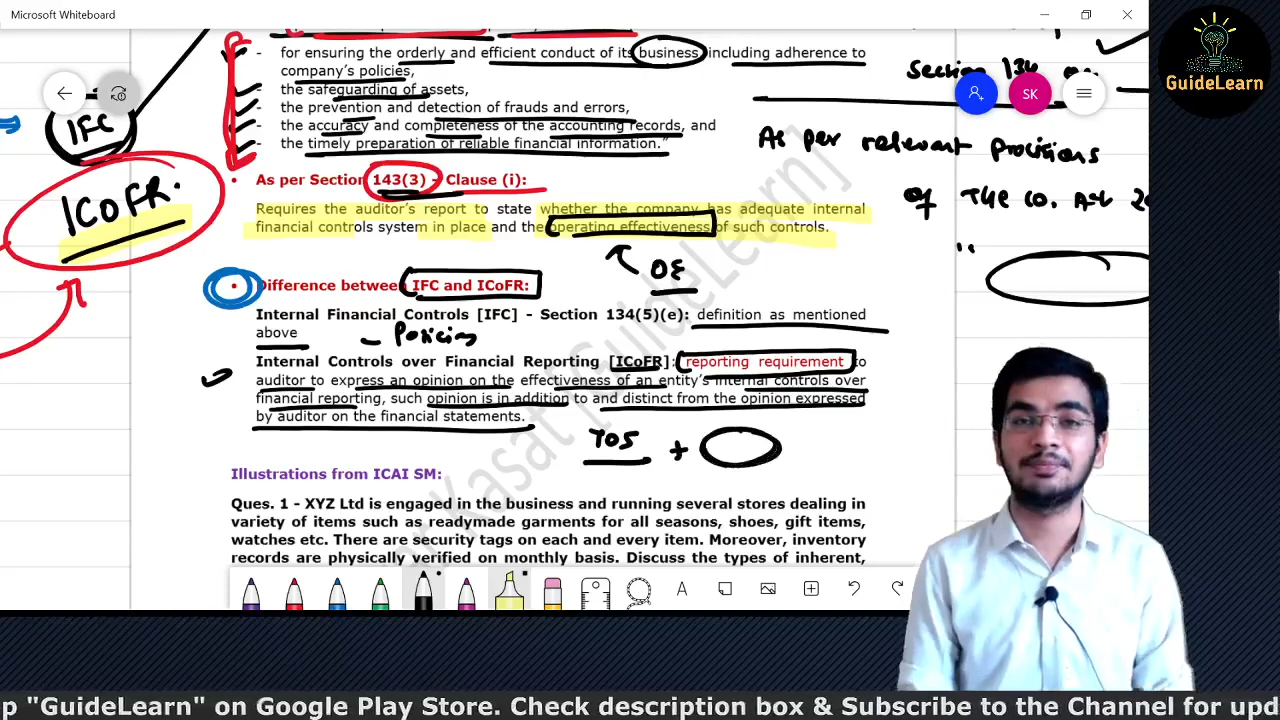 Microsoft Whiteboard
- for ensuring the orderly and efficient conduct of its business including adherence to
company's policies,
- the safeguarding of assets,
- the prevention and detection of frauds and errors,
- the accuracy and completeness of the accounting records, and
- the timely preparation of reliable financial information."
• As per Section 143(3) - Clause (i):
Requires the auditor's report to state whether the company has adequate internal
financial controls system in place and the operating effectiveness of such controls.
OE
• Difference between IFC and ICoFR:
Internal Financial Controls [IFC] - Section 134(5)(e): definition as mentioned
above
- Policies
Internal Controls over Financial Reporting [ICoFR]: reporting requirement to
auditor to express an opinion on the effectiveness of an entity's internal controls over
financial reporting, such opinion is in addition to and distinct from the opinion expressed
by auditor on the financial statements.
TOS +
Illustrations from ICAI SM:
Ques. 1 - XYZ Ltd is engaged in the business and running several stores dealing in
variety of items such as readymade garments for all seasons, shoes, gift items,
watches etc. There are security tags on each and every item. Moreover, inventory
records are physically verified on monthly basis. Discuss the types of inherent,
IFC
ICOFR.
Section 134
As per relevant provisions
of The Co. Act 20
SK
GuideLearn
Kasat [GuideLearn]
A
p "GuideLearn" on Google Play Store. Check description box & Subscribe to the Channel for upd